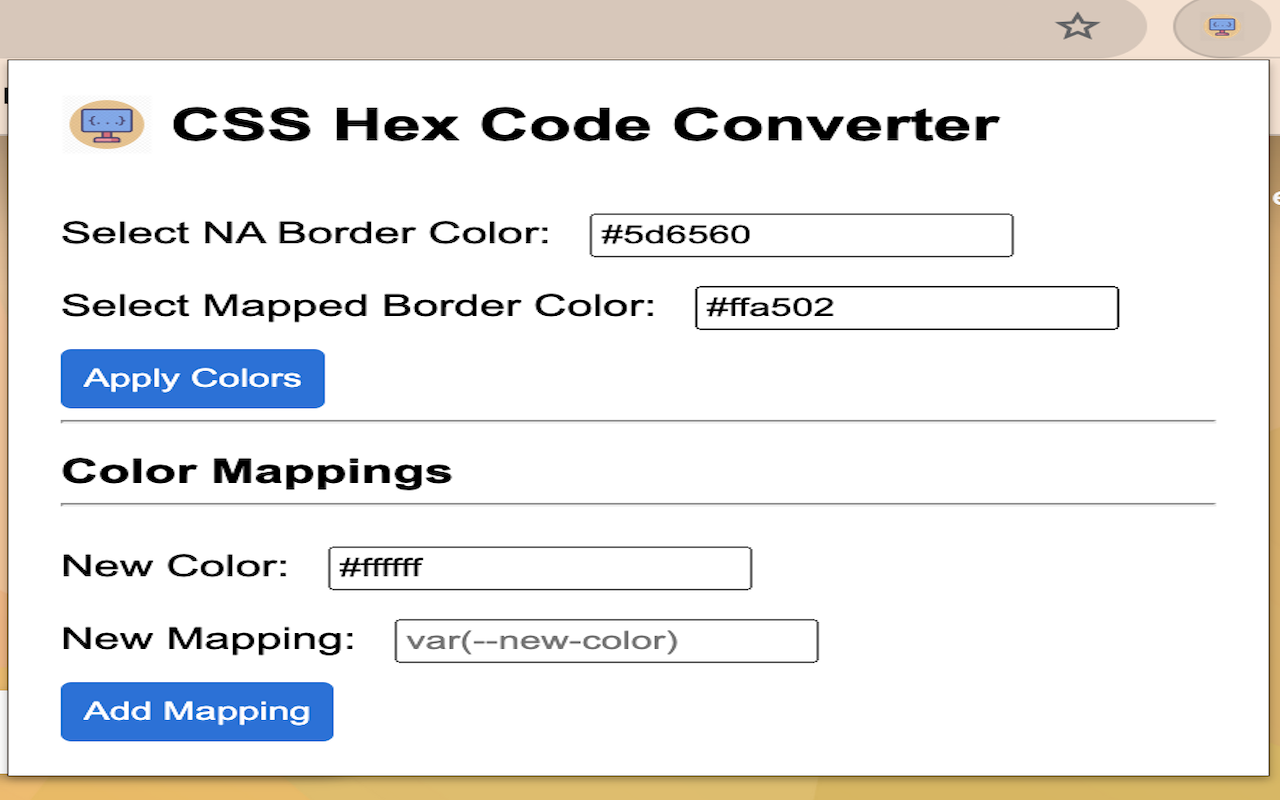 {...} CSS Hex Code Converter
Select NA Border Color: #5d6560
Select Mapped Border Color: #ffa502
Apply Colors
Color Mappings
New Color: #ffffff
New Mapping: var(--new-color)
Add Mapping